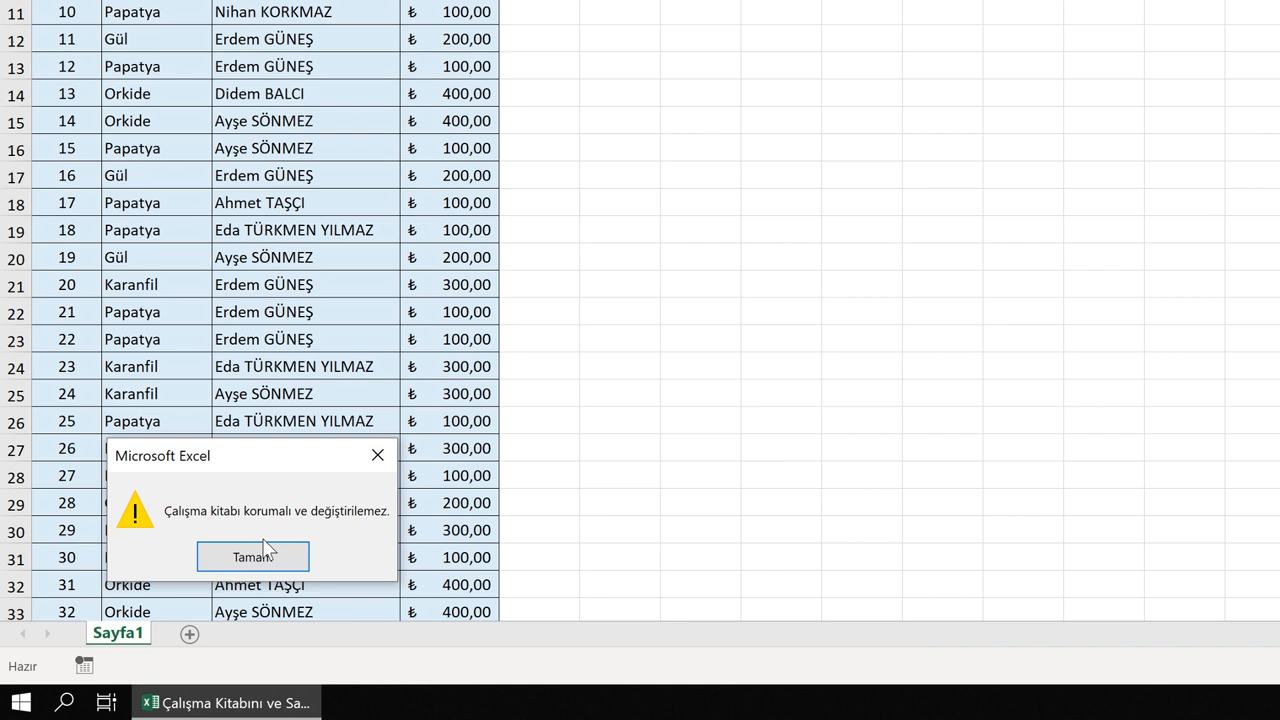 11 10 Papatya Nihan KORKMAZ ₺ 100,00
12 11 Gül Erdem GÜNEŞ ₺ 200,00
13 12 Papatya Erdem GÜNEŞ ₺ 100,00
14 13 Orkide Didem BALCI ₺ 400,00
15 14 Orkide Ayşe SÖNMEZ ₺ 400,00
16 15 Papatya Ayşe SÖNMEZ ₺ 100,00
17 16 Gül Erdem GÜNEŞ ₺ 200,00
18 17 Papatya Ahmet TAŞÇI ₺ 100,00
19 18 Papatya Eda TÜRKMEN YILMAZ ₺ 100,00
20 19 Gül Ayşe SÖNMEZ ₺ 200,00
21 20 Karanfil Erdem GÜNEŞ ₺ 300,00
22 21 Papatya Erdem GÜNEŞ ₺ 100,00
23 22 Papatya Erdem GÜNEŞ ₺ 100,00
24 23 Karanfil Eda TÜRKMEN YILMAZ ₺ 300,00
25 24 Karanfil Ayşe SÖNMEZ ₺ 300,00
26 25 Papatya Eda TÜRKMEN YILMAZ ₺ 100,00
27 26 ₺ 300,00
28 27 ₺ 100,00
29 28 ₺ 200,00
30 29 ₺ 300,00
31 30 ₺ 100,00
32 31 Orkide Ahmet TAŞÇI ₺ 400,00
33 32 Orkide Ayşe SÖNMEZ ₺ 400,00
Microsoft Excel
Çalışma kitabı korumalı ve değiştirilemez.
Tamam
Sayfa1
Hazır
Çalışma Kitabını ve Sa...